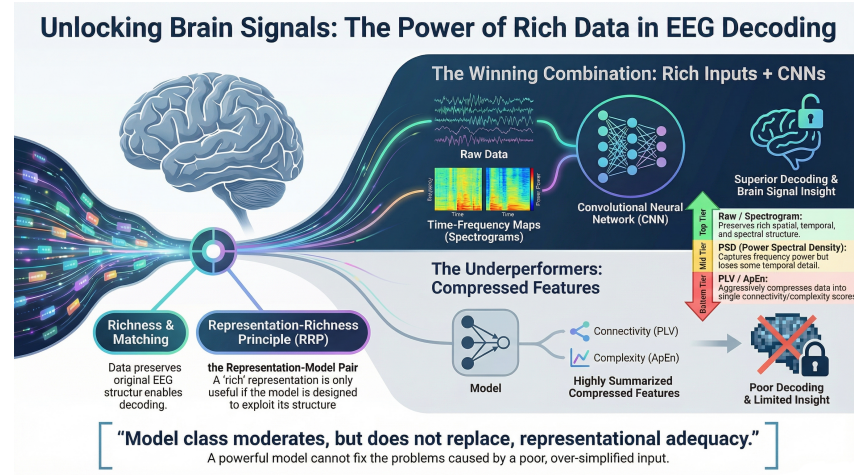 Unlocking Brain Signals: The Power of Rich Data in EEG Decoding
The Winning Combination: Rich Inputs + CNNs
Raw Data
Time
Time
Power
Time-Frequency Maps
(Spectrograms)
Convolutional Neural
Network (CNN)
Superior Decoding &
Brain Signal Insight
Top Tier
Raw / Spectrogram:
Preserves rich spatial, temporal,
and spectral structure.
Mid Tier
PSD (Power Spectral Density):
Captures frequency power but
loses some temporal detail.
Tier
PLV / ApEn:
Aggressively compresses data into
single connectivity/complexity scores
The Underperformers:
Compressed Features
Model
Connectivity (PLV)
Complexity (ApEn)
Highly Summarized
Compressed Features
Poor Decoding
& Limited Insight
Richness &
Matching
Data preserves
original EEG
structur enables
decoding.
Representation-Richness
Principle (RRP)
the Representation-Model Pair
A 'rich' representation is only
useful if the model is designed
to exploit its structure
“Model class moderates, but does not replace, representational adequacy.”
A powerful model cannot fix the problems caused by a poor, over-simplified input.